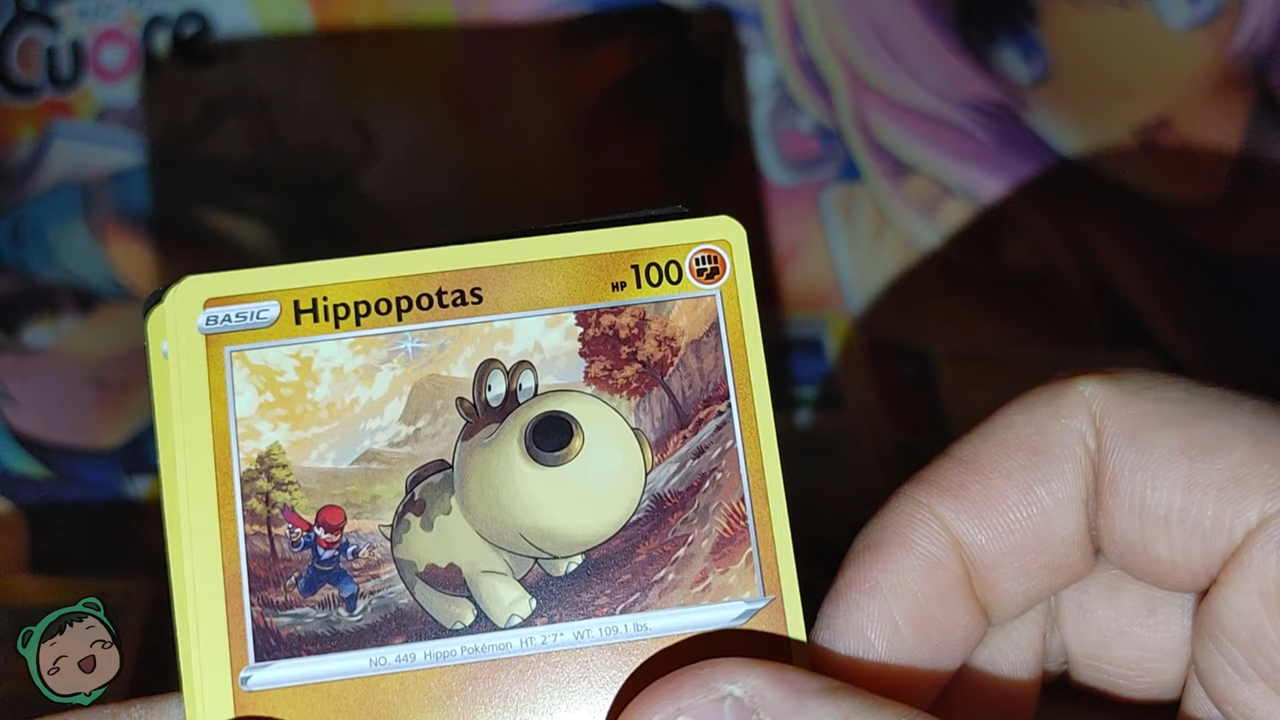 Cuore
BASIC Hippopotas HP 100
NO. 449 Hippo Pokémon HT: 2'7" WT: 109.1 lbs.